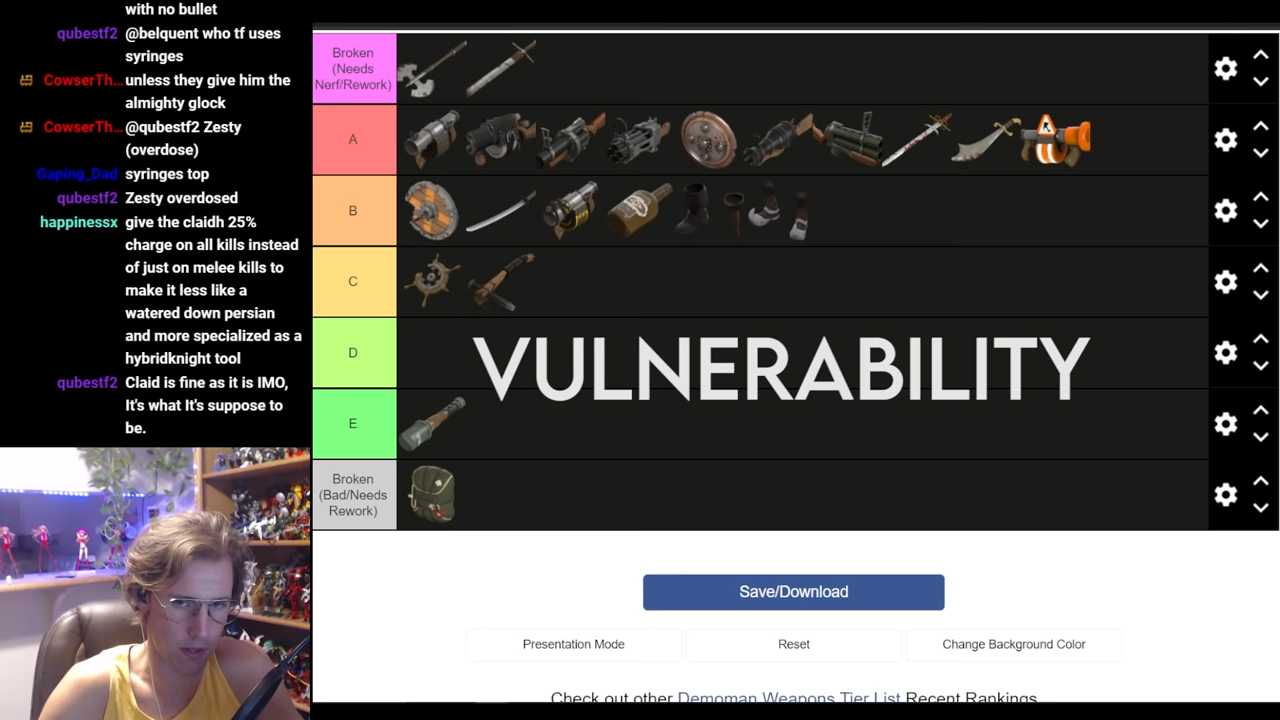 with no bullet
qubestf2 @belquent who tf uses
syringes
CowserTh... unless they give him the
almighty glock
CowserTh... @qubestf2 Zesty
(overdose)
Gaping_Dad syringes top
qubestf2 Zesty overdosed
happinessx give the claidh 25%
charge on all kills instead
of just on melee kills to
make it less like a
watered down persian
and more specialized as a
hybridknight tool
qubestf2 Claid is fine as it is IMO,
It's what It's suppose to
be.
Broken
(Needs
Nerf/Rework)
A
B
C
D
VULNERABILITY
E
Broken
(Bad/Needs
Rework)
Save/Download
Presentation Mode
Reset
Change Background Color
Check out other Demoman Weapons Tier List Recent Rankings